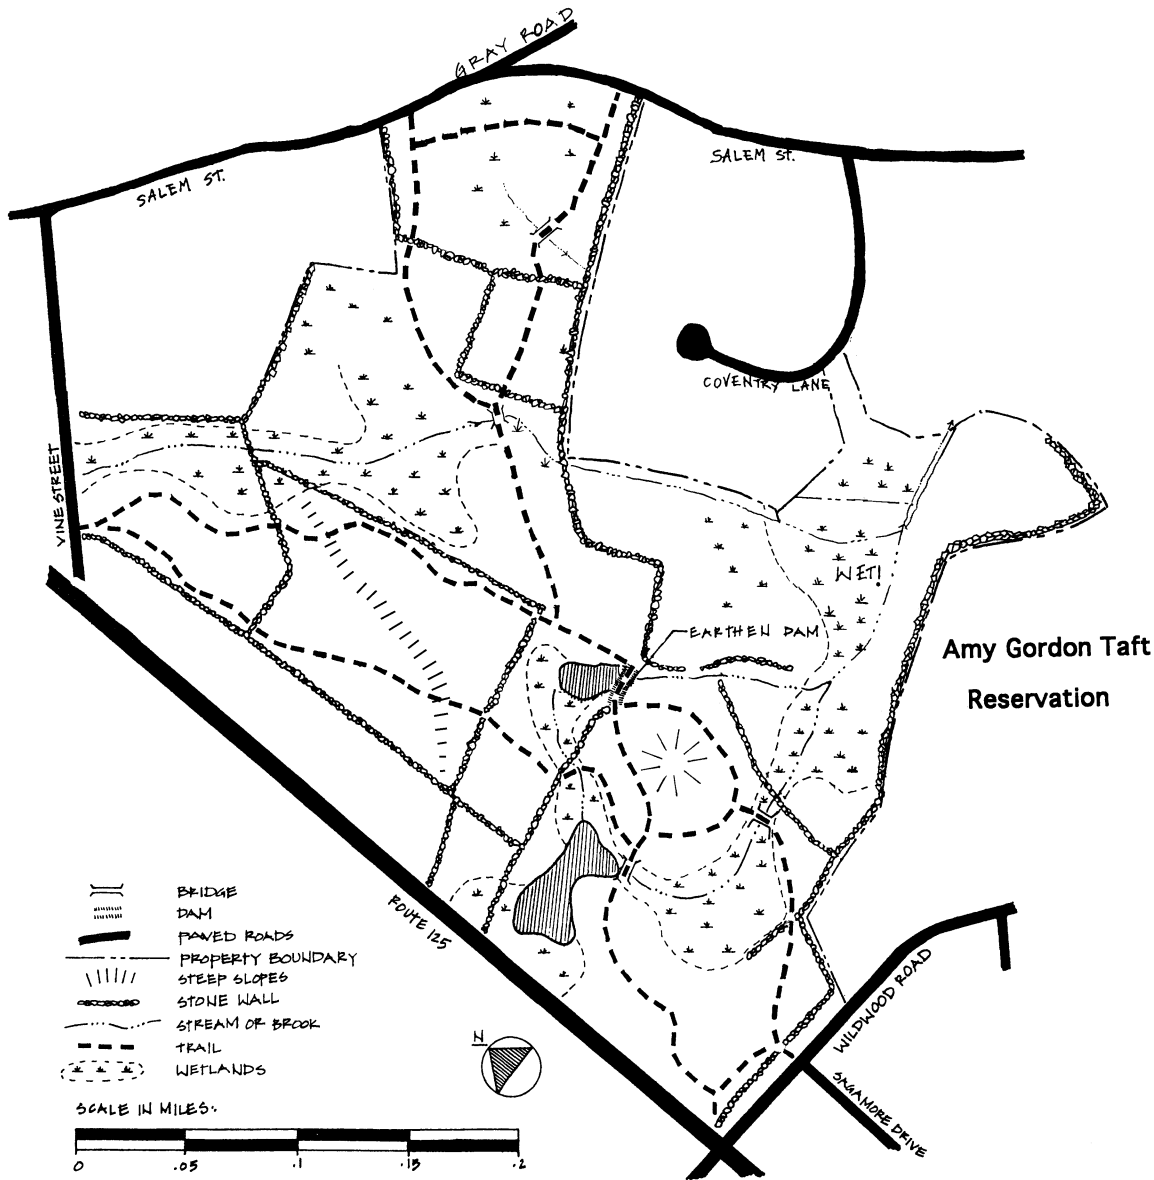 GRAY ROAD
SALEM ST.
SALEM ST.
COVENTRY LANE
VINE STREET
WET!
EARTHEN DAM
Amy Gordon Taft
Reservation
ROUTE 125
WILDWOOD ROAD
SAGAMORE DRIVE
BRIDGE
DAM
PAVED ROADS
PROPERTY BOUNDARY
STEEP SLOPES
STONE WALL
STREAM OR BROOK
TRAIL
WETLANDS
N
SCALE IN MILES:
0 .05 .1 .15 .2